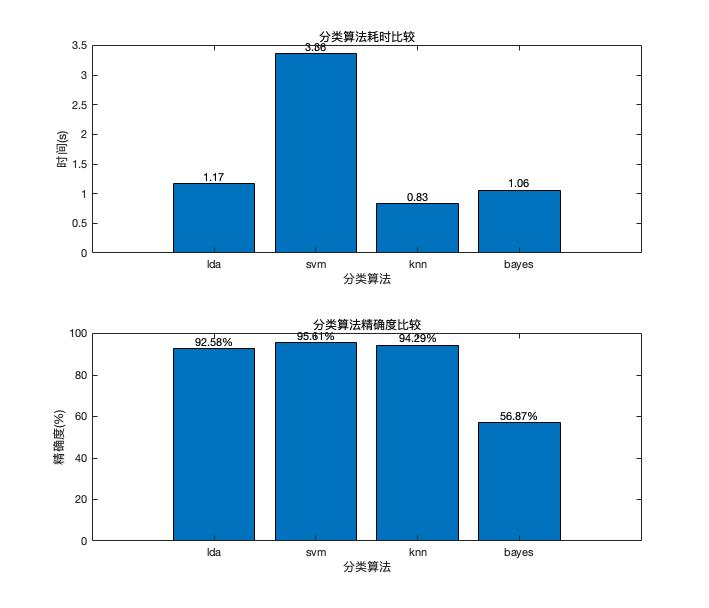 分类算法耗时比较
3.5
3
2.5
2
1.5
1
0.5
0
时间(s)
1.17
3.36
0.83
1.06
lda svm knn bayes
分类算法
分类算法精确度比较
100
80
60
40
20
0
精确度(%)
92.58%
95.61%
94.29%
56.87%
lda svm knn bayes
分类算法